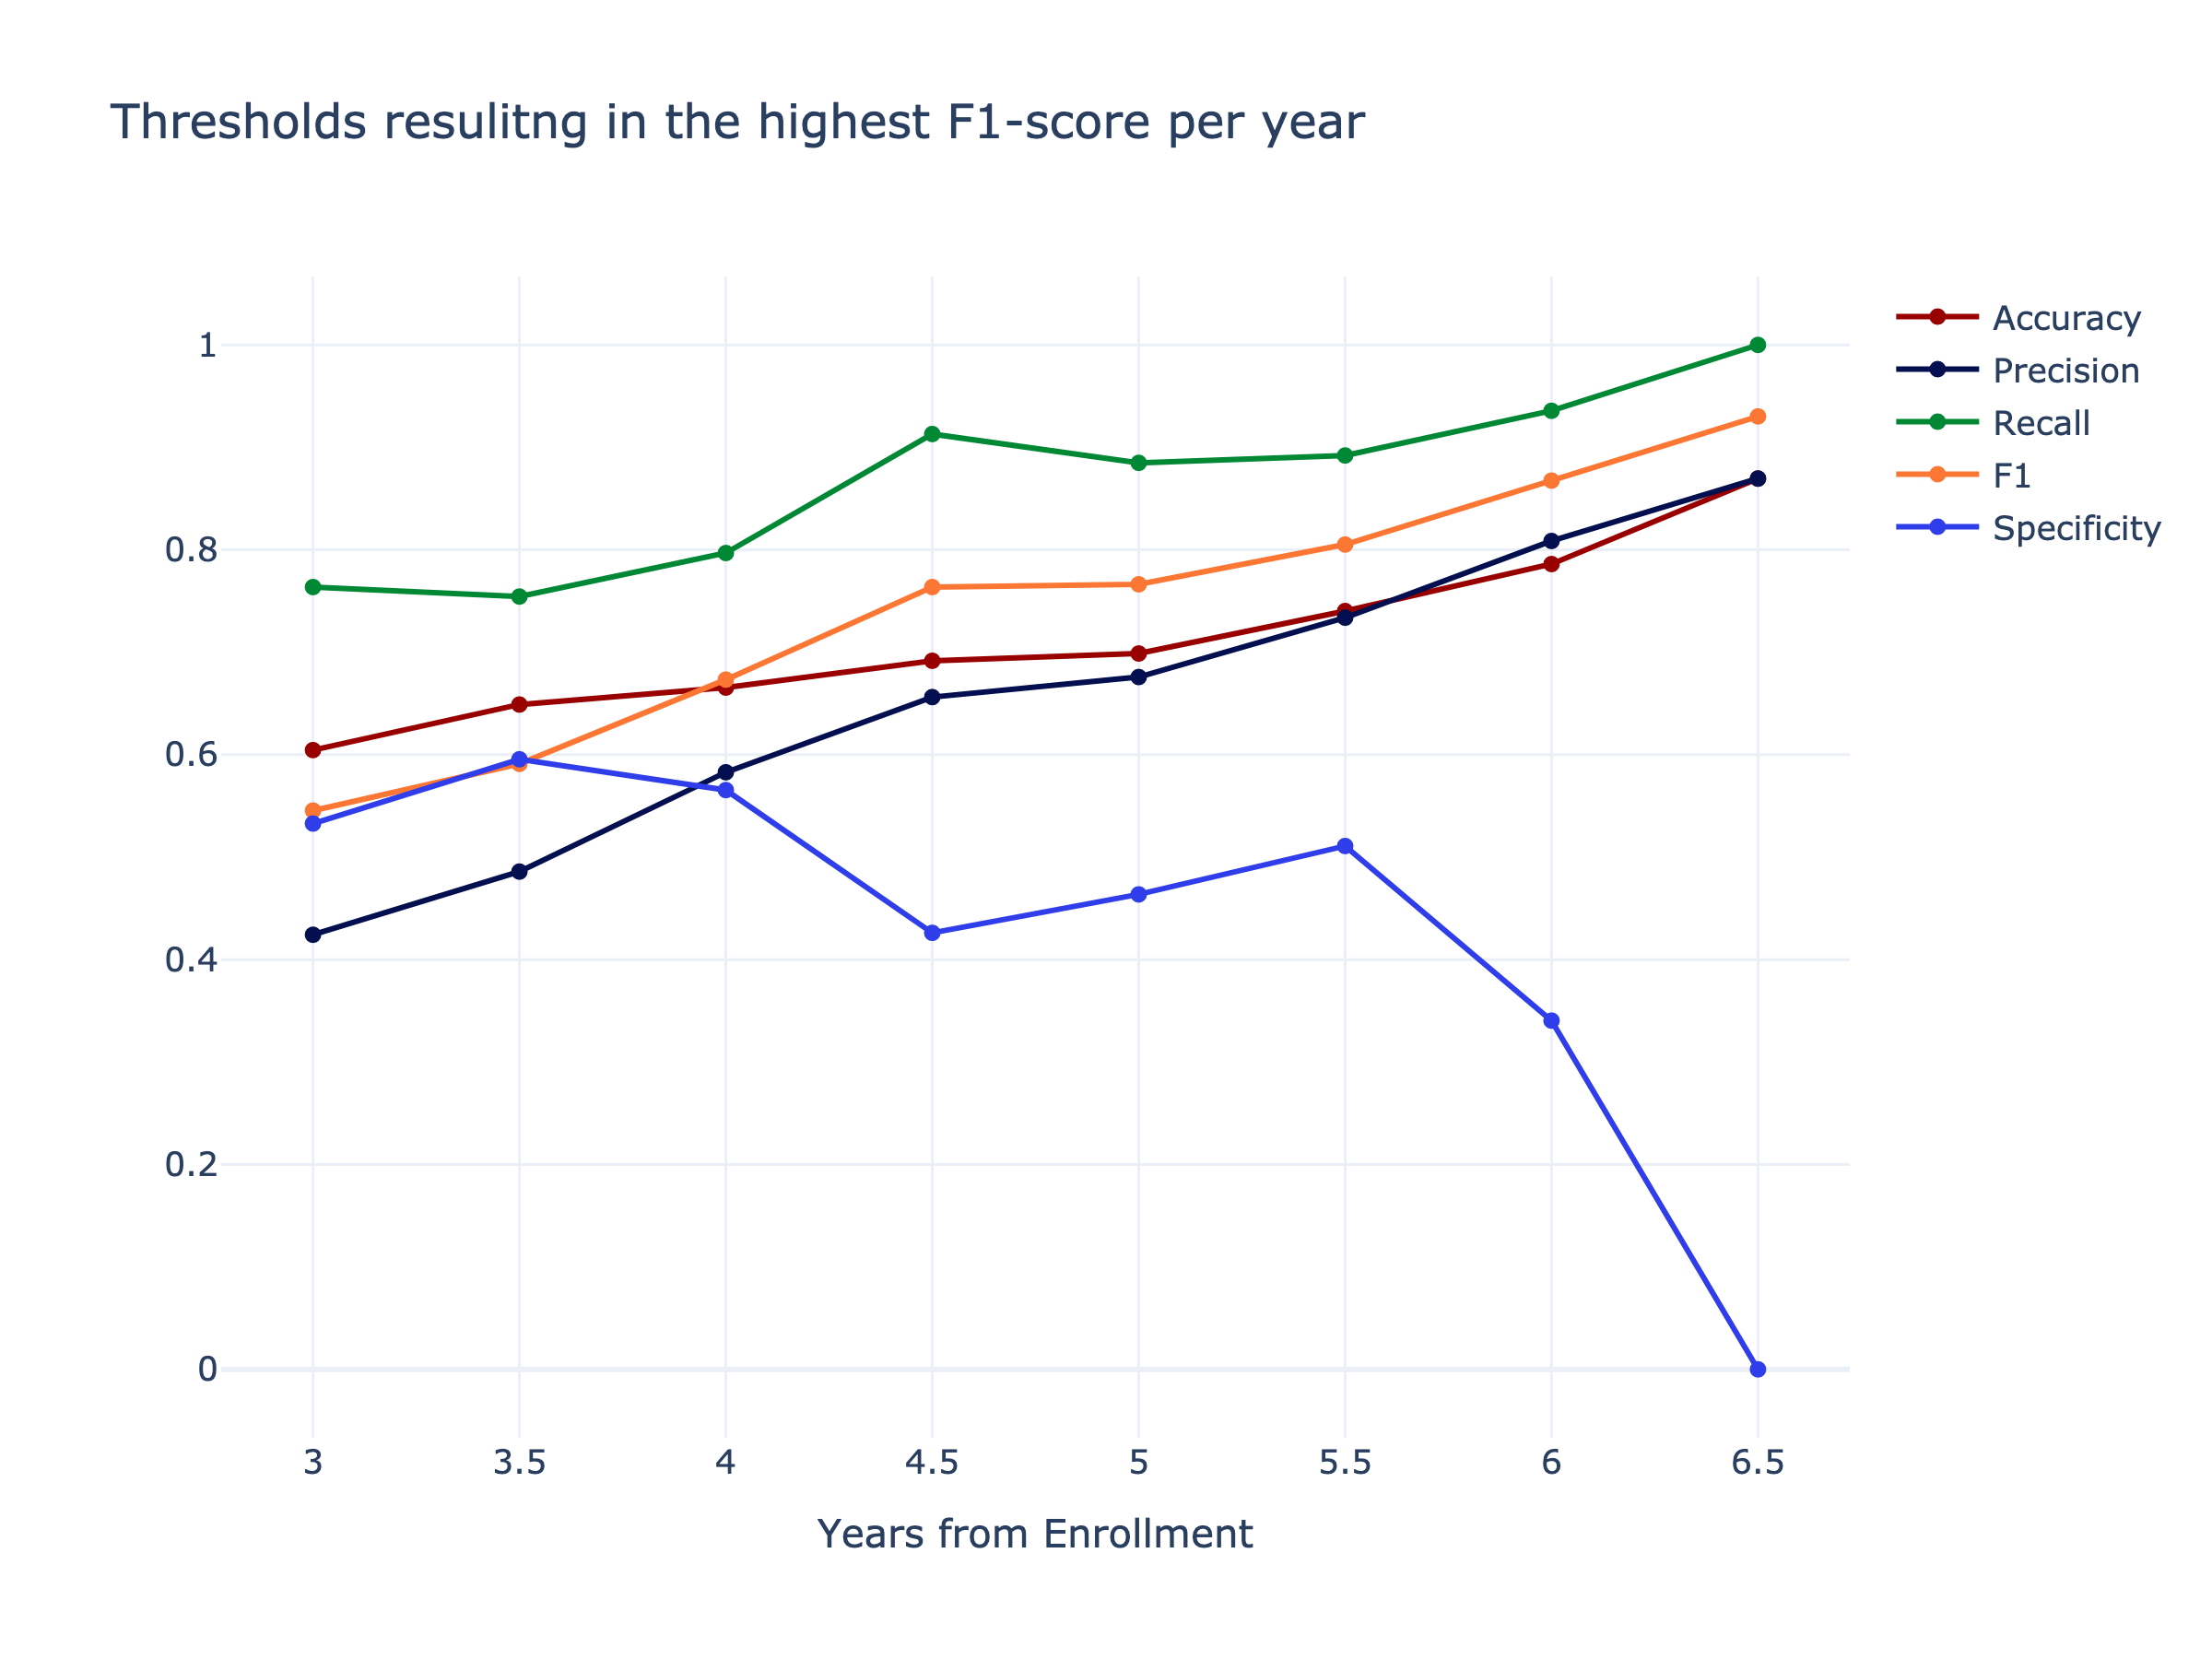 Thresholds resulitng in the highest F1-score per year
1
0.8
0.6
0.4
0.2
0
3 3.5 4 4.5 5 5.5 6 6.5
Years from Enrollment
Accuracy
Precision
Recall
F1
Specificity